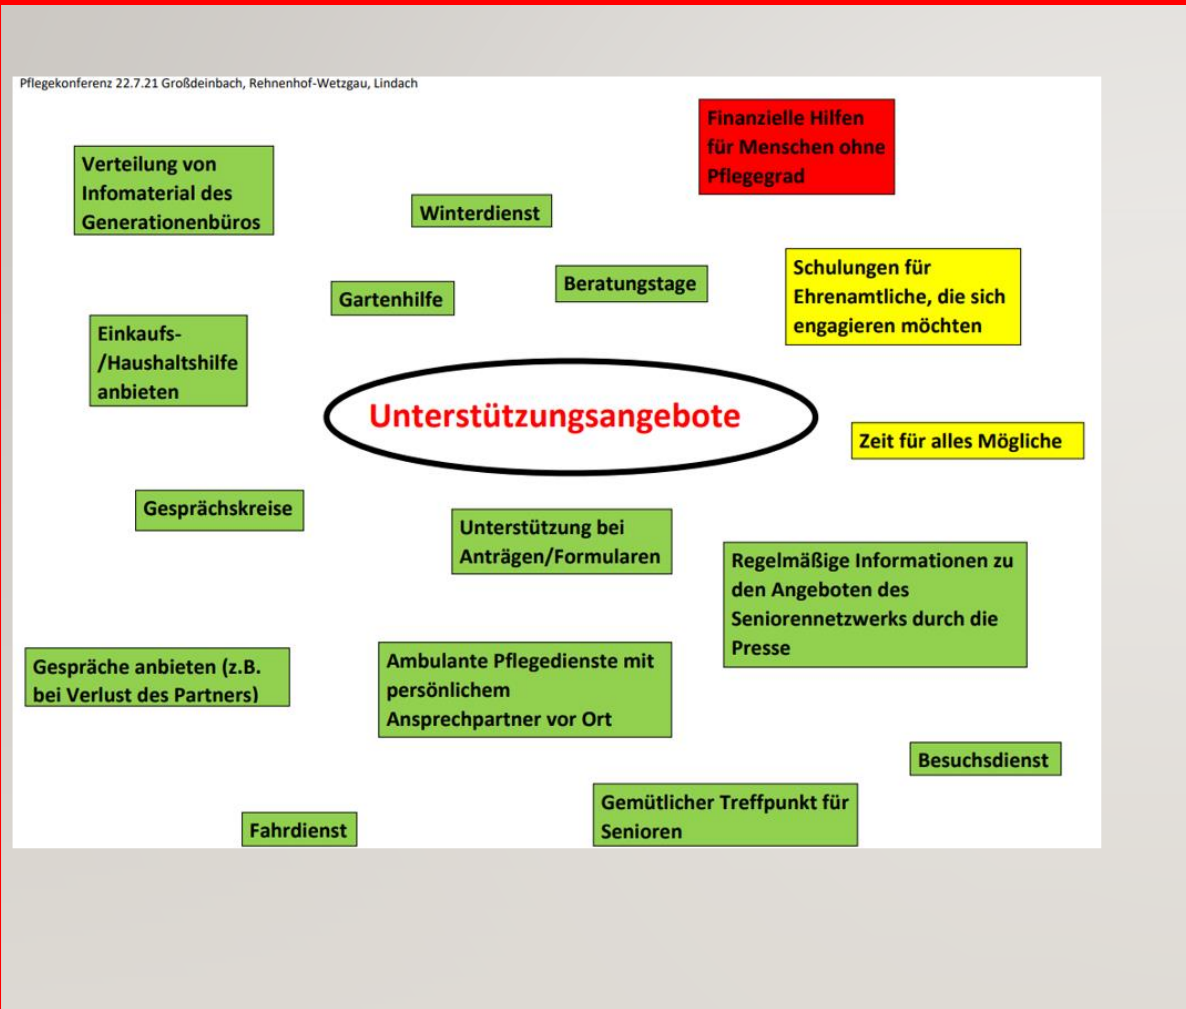 Pflegekonferenz 22.7.21 Großdeinbach, Rehnenhof-Wetzgau, Lindach
Finanzielle Hilfen
für Menschen ohne
Pflegegrad
Verteilung von
Infomaterial des
Generationenbüros
Winterdienst
Schulungen für
Ehrenamtliche, die sich
engagieren möchten
Beratungstage
Gartenhilfe
Einkaufs-
/Haushaltshilfe
anbieten
Unterstützungsangebote
Zeit für alles Mögliche
Gesprächskreise
Unterstützung bei
Anträgen/Formularen
Regelmäßige Informationen zu
den Angeboten des
Seniorennetzwerks durch die
Presse
Gespräche anbieten (z.B.
bei Verlust des Partners)
Ambulante Pflegedienste mit
persönlichem
Ansprechpartner vor Ort
Besuchsdienst
Gemütlicher Treffpunkt für
Senioren
Fahrdienst